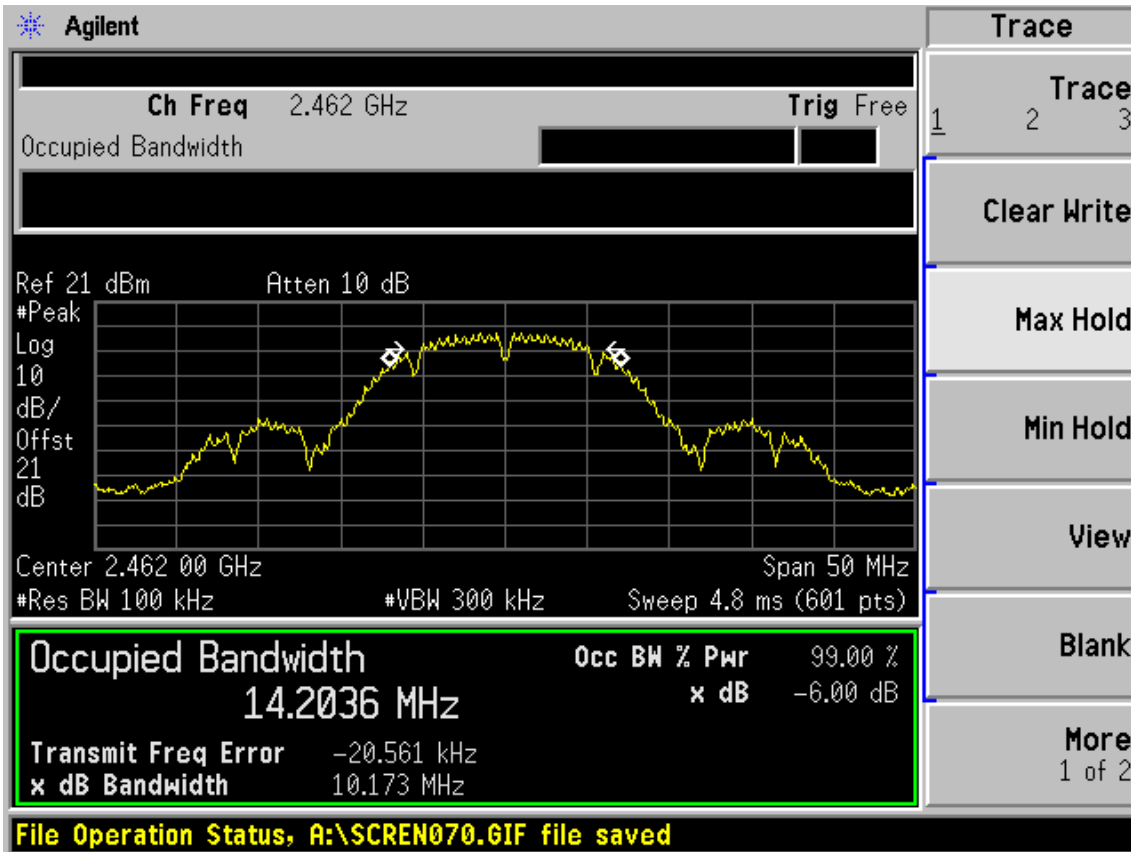 Agilent
Trace
Ch Freq 2.462 GHz Trig Free
Occupied Bandwidth
Trace
1 2 3
Clear Write
Max Hold
Min Hold
View
Blank
More
1 of 2
Ref 21 dBm Atten 10 dB
#Peak
Log
10
dB/
Offst
21
dB
Center 2.462 00 GHz Span 50 MHz
#Res BW 100 kHz #VBW 300 kHz Sweep 4.8 ms (601 pts)
Occupied Bandwidth Occ BW % Pwr 99.00 %
14.2036 MHz x dB -6.00 dB
Transmit Freq Error -20.561 kHz
x dB Bandwidth 10.173 MHz
File Operation Status, A:\SCREN070.GIF file saved